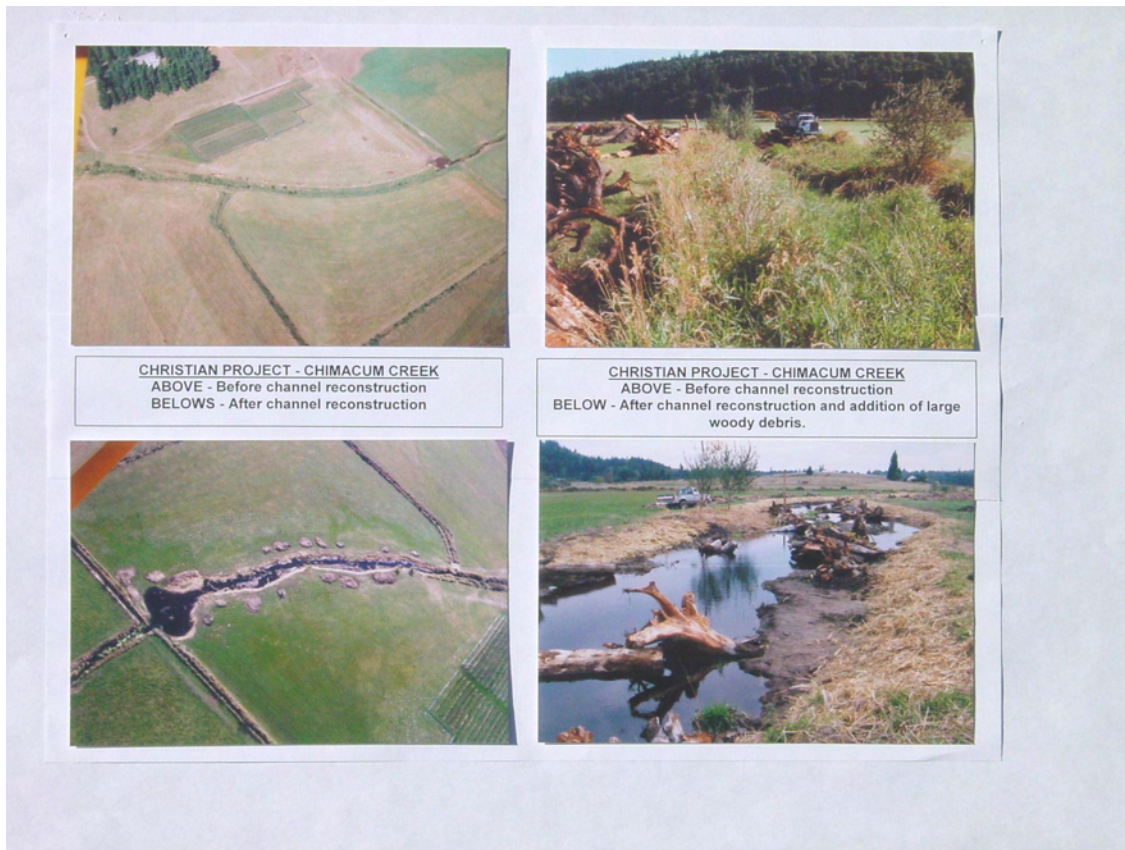 CHRISTIAN PROJECT - CHIMACUM CREEK
ABOVE - Before channel reconstruction
BELOWS - After channel reconstruction
CHRISTIAN PROJECT - CHIMACUM CREEK
ABOVE - Before channel reconstruction
BELOW - After channel reconstruction and addition of large
woody debris.